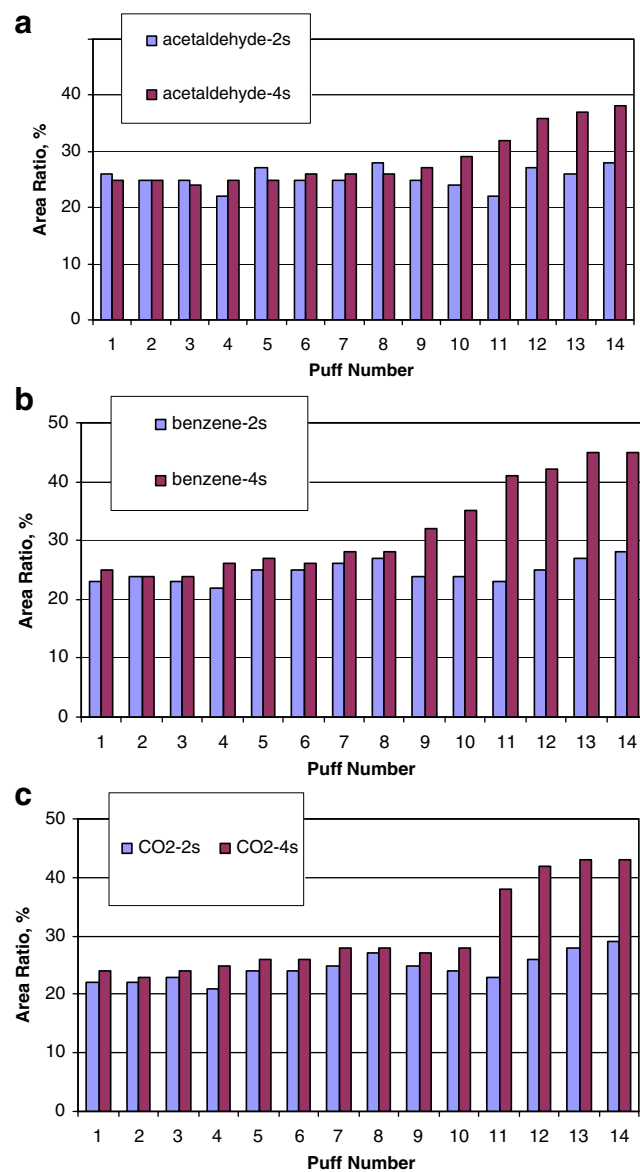 a
acetaldehyde-2s
acetaldehyde-4s
40
30
20
10
0
Area Ratio, %
1 2 3 4 5 6 7 8 9 10 11 12 13 14
Puff Number
b
benzene-2s
benzene-4s
50
40
30
20
10
0
Area Ratio, %
1 2 3 4 5 6 7 8 9 10 11 12 13 14
Puff Number
c
CO2-2s CO2-4s
50
40
30
20
10
0
Area Ratio, %
1 2 3 4 5 6 7 8 9 10 11 12 13 14
Puff Number